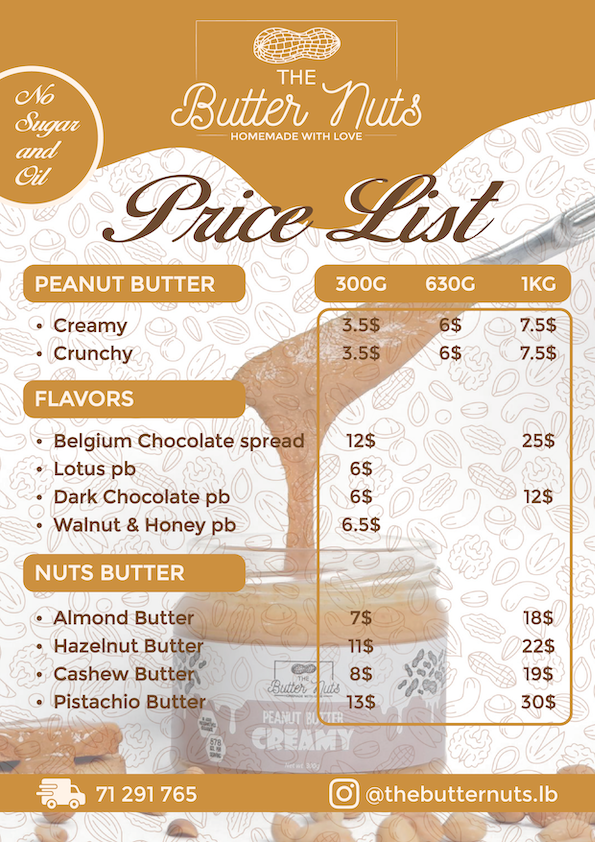 THE
Butter Nuts
HOMEMADE WITH LOVE
No
Sugar
and
Oil
Price List
PEANUT BUTTER 300G 630G 1KG
• Creamy 3.5$ 6$ 7.5$
• Crunchy 3.5$ 6$ 7.5$
FLAVORS
• Belgium Chocolate spread 12$ 25$
• Lotus pb 6$
• Dark Chocolate pb 6$ 12$
• Walnut & Honey pb 6.5$
NUTS BUTTER
• Almond Butter 7$ 18$
• Hazelnut Butter 11$ 22$
• Cashew Butter 8$ 19$
• Pistachio Butter 13$ 30$
THE
Butter Nuts
PEANUT BUTTER
CREAMY
71 291 765 @thebutternuts.lb